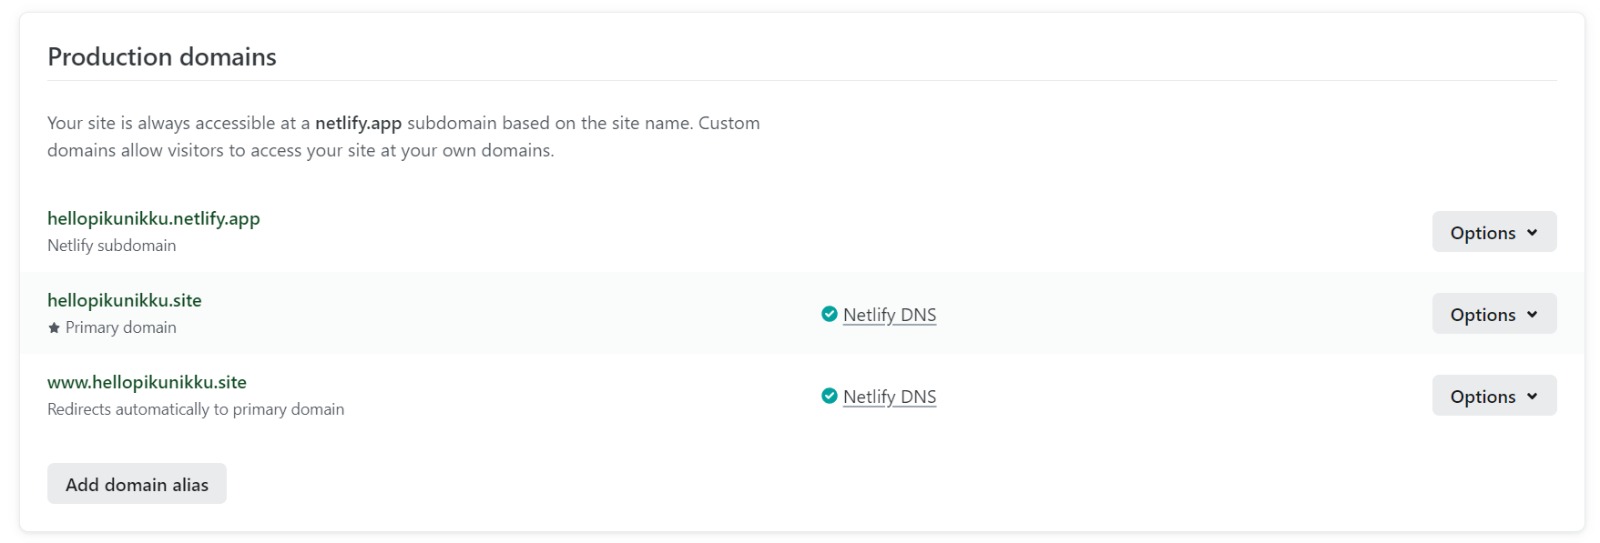 Production domains
Your site is always accessible at a netlify.app subdomain based on the site name. Custom
domains allow visitors to access your site at your own domains.
hellopikunikku.netlify.app
Netlify subdomain
Options
hellopikunikku.site
Primary domain
Netlify DNS
Options
www.hellopikunikku.site
Redirects automatically to primary domain
Netlify DNS
Options
Add domain alias